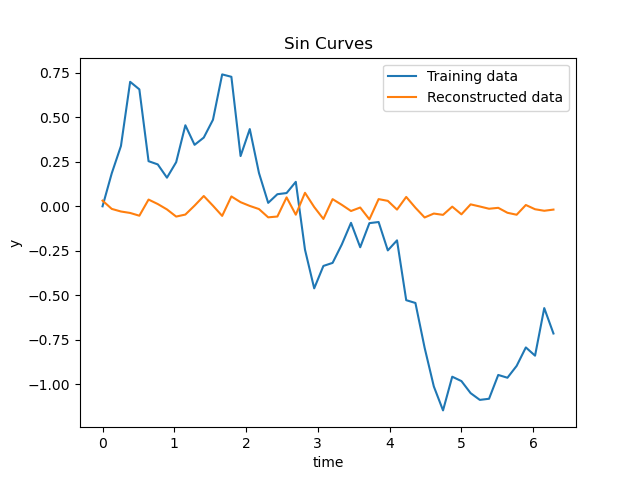 Sin Curves
Training data
Reconstructed data
y
0.75
0.50
0.25
0.00
−0.25
−0.50
−0.75
−1.00
0 1 2 3 4 5 6
time